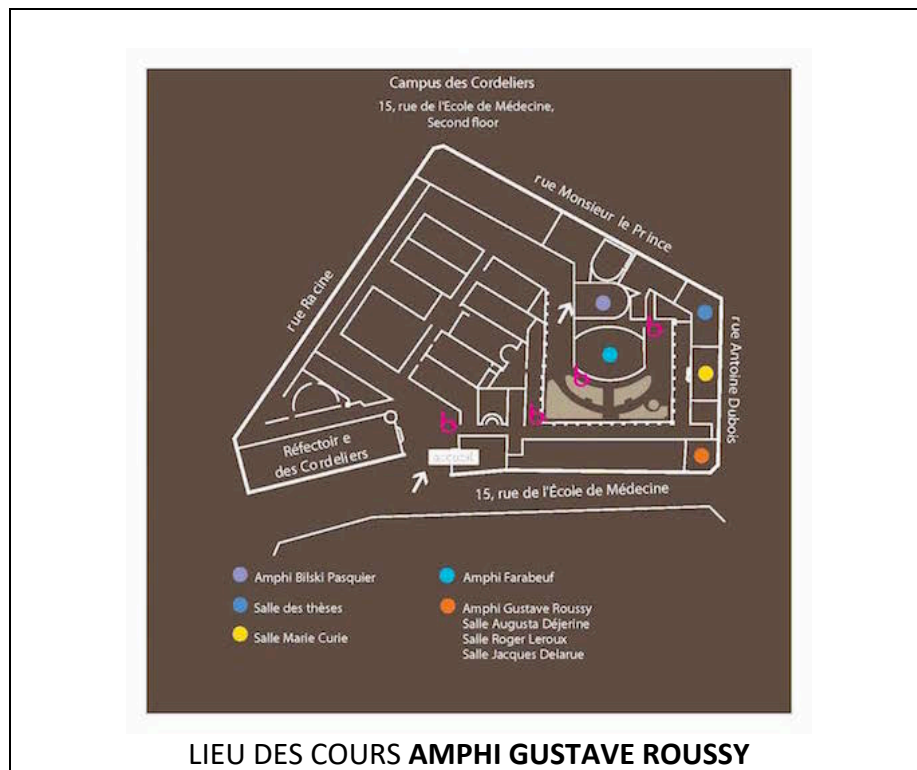 Campus des Cordeliers
15, rue de l'Ecole de Médecine,
Second floor
rue Monsieur le Prince
rue Racine
rue Antoine Dubois
Réfectoir e
des Cordeliers
accueil
15, rue de l'École de Médecine
Amphi Bilski Pasquier
Salle des thèses
Salle Marie Curie
Amphi Farabeuf
Amphi Gustave Roussy
Salle Augusta Déjerine
Salle Roger Leroux
Salle Jacques Delarue
LIEU DES COURS AMPHI GUSTAVE ROUSSY